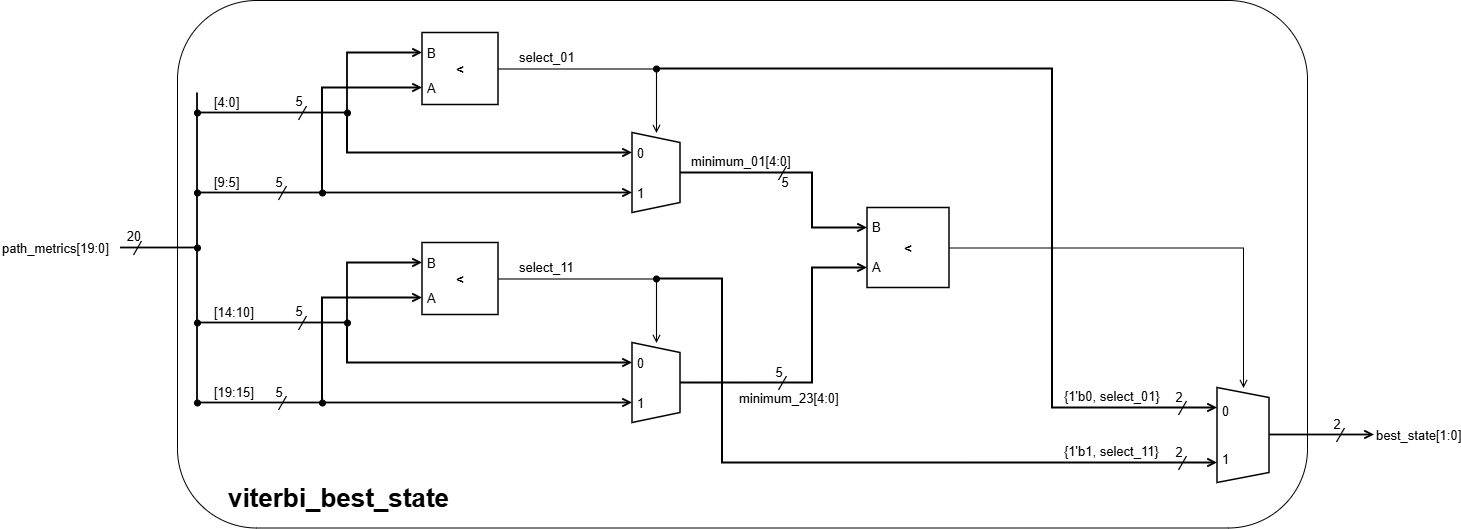 select_01
B
<
A
[4:0]
5
0
minimum_01[4:0]
5
[9:5]
5
1
B
<
A
path_metrics[19:0]
20
select_11
B
<
A
[14:10]
5
0
5
minimum_23[4:0]
[19:15]
5
1
{1'b0, select_01}
2
0
2
best_state[1:0]
{1'b1, select_11}
2
1
viterbi_best_state